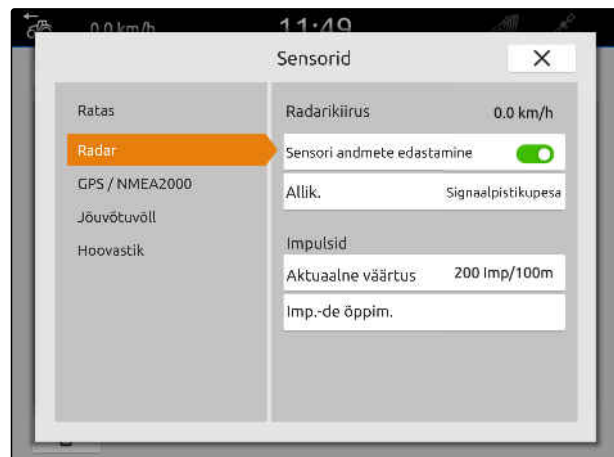 0.0 km/h
11:49
Sensorid
Ratas
Radar
GPS / NMEA2000
Jõuvõtuvõll
Hoovastik
Radarikiirus 0.0 km/h
Sensori andmete edastamine
Allik. Signaalpistikupesa
Impulsid
Aktuaalne väärtus 200 Imp/100m
Imp.-de õppim.